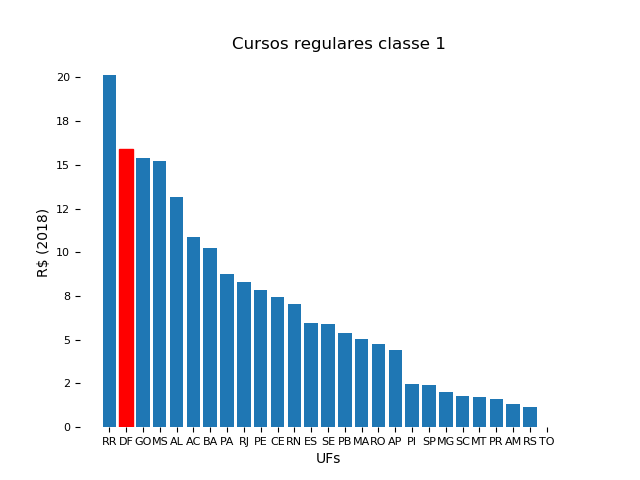 Cursos regulares classe 1
R$ (2018)
20
18
15
12
10
8
5
2
0
RR DF GO MS AL AC BA PA RJ PE CE RN ES SE PB MA RO AP PI SP MG SC MT PR AM RS TO
UFs